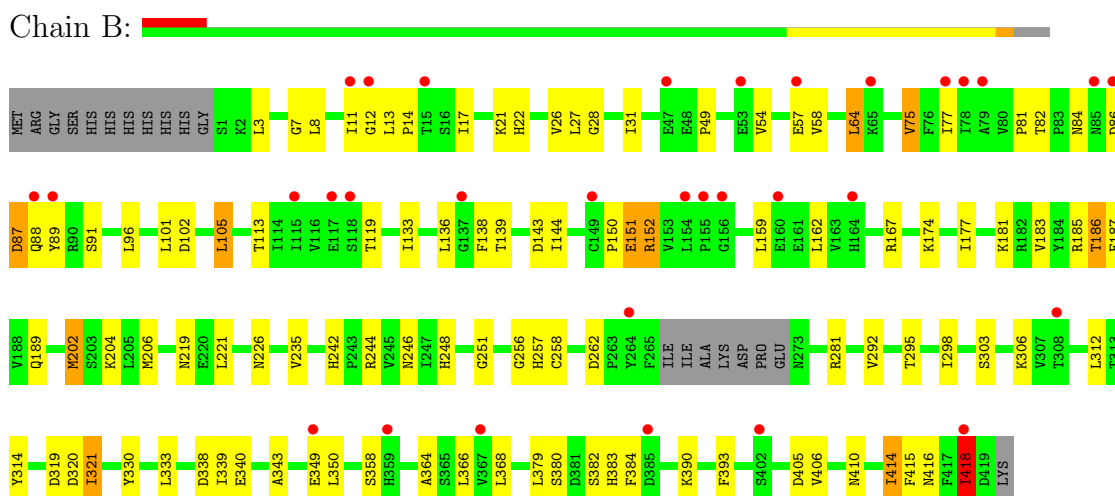 Chain B:
MET ARG GLY SER HIS HIS HIS HIS HIS HIS GLY S1 K2 L3 G7 L8 I11 G12 L13 P14 T15 S16 I17 K21 H22 V26 L27 G28 I31 E47 E48 P49 E53 V54 E57 V58 L64 K65 V75 F76 I77 I78 A79 V80 P81 T82 P83 N84 N85
D87 Q88 Y89 R90 S91 L96 L101 D102 L105 T113 T114 I115 V116 E117 S118 T119 I133 L136 G137 F138 T139 D143 I144 C149 P150 E151 R152 V153 L154 P155 G156 L159 E160 E161 L162 V163 H164 R167 K174 I177 K181 R182 V183 Y184 R185 T186
V188 Q189 M202 S203 K204 L205 M206 N219 E220 L221 N226 V235 H242 P243 R244 V245 N246 I247 H248 G251 G256 H257 C258 D262 P263 Y264 F265 ILE ILE ALA LYS ASP PRO GLU N273 R281 V292 T295 I298 S303 K306 V307 T308 L312
Y314 D319 D320 I321 Y330 L333 D338 I339 E340 A343 E349 L350 S358 H359 A364 S365 L366 V367 L368 L379 S380 D381 S382 H383 F384 D385 K390 F393 S402 D405 V406 N410 I414 F415 N416 F417 I418 D419 LYS